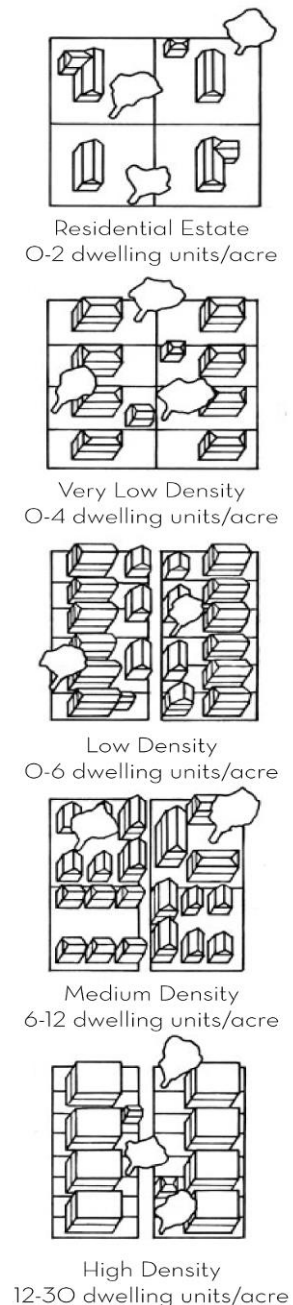 Residential Estate
0-2 dwelling units/acre
Very Low Density
0-4 dwelling units/acre
Low Density
0-6 dwelling units/acre
Medium Density
6-12 dwelling units/acre
High Density
12-30 dwelling units/acre